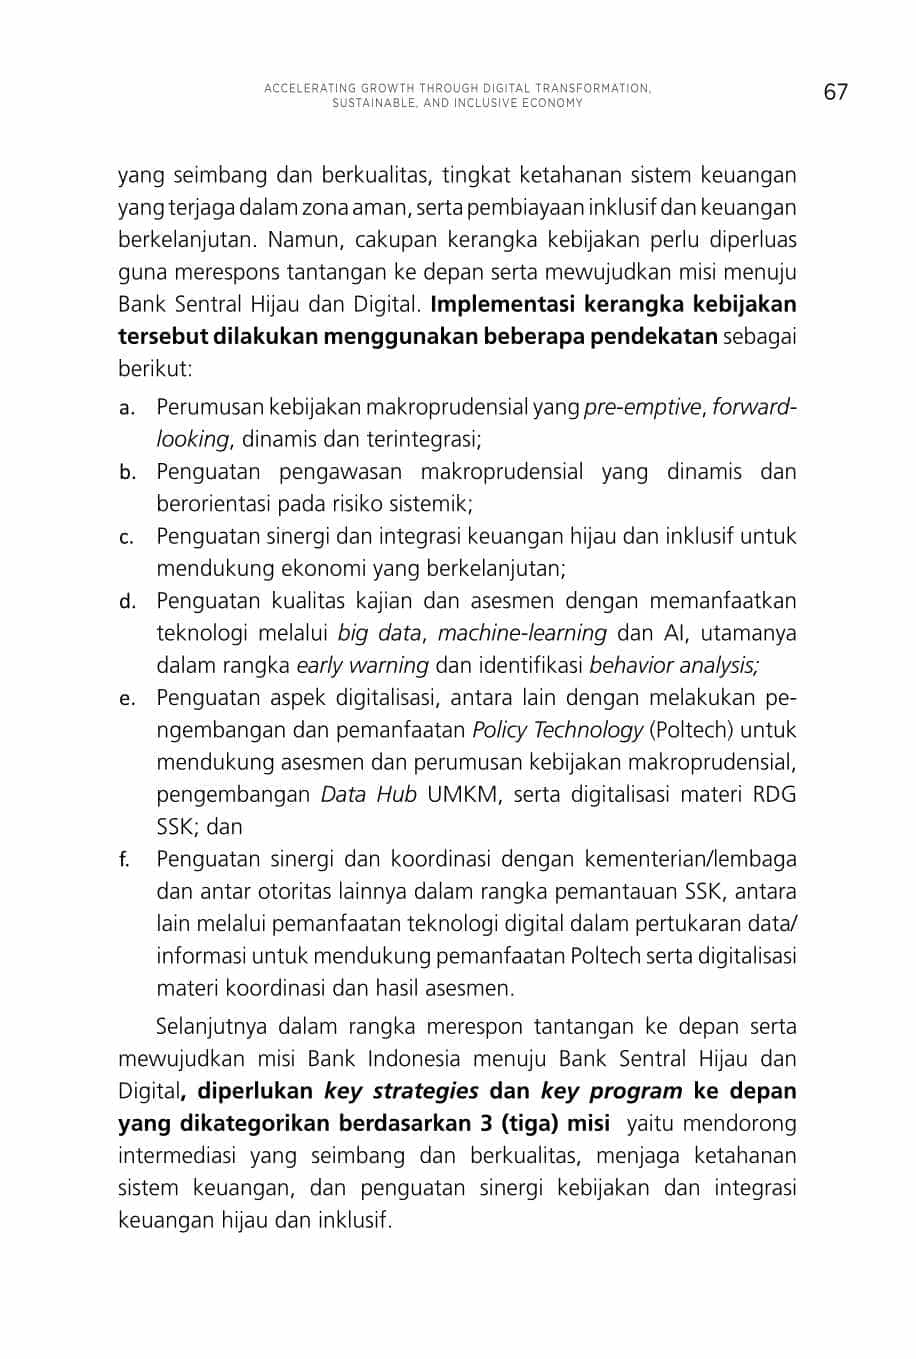 ACCELERATING GROWTH THROUGH DIGITAL TRANSFORMATION,
SUSTAINABLE, AND INCLUSIVE ECONOMY
67
yang seimbang dan berkualitas, tingkat ketahanan sistem keuangan
yang terjaga dalam zona aman, serta pembiayaan inklusif dan keuangan
berkelanjutan. Namun, cakupan kerangka kebijakan perlu diperluas
guna merespons tantangan ke depan serta mewujudkan misi menuju
Bank Sentral Hijau dan Digital. Implementasi kerangka kebijakan
tersebut dilakukan menggunakan beberapa pendekatan sebagai
berikut:
a. Perumusan kebijakan makroprudensial yang pre-emptive, forward-
looking, dinamis dan terintegrasi;
b. Penguatan pengawasan makroprudensial yang dinamis dan
berorientasi pada risiko sistemik;
c. Penguatan sinergi dan integrasi keuangan hijau dan inklusif untuk
mendukung ekonomi yang berkelanjutan;
d. Penguatan kualitas kajian dan asesmen dengan memanfaatkan
teknologi melalui big data, machine-learning dan AI, utamanya
dalam rangka early warning dan identifikasi behavior analysis;
e. Penguatan aspek digitalisasi, antara lain dengan melakukan pe-
ngembangan dan pemanfaatan Policy Technology (Poltech) untuk
mendukung asesmen dan perumusan kebijakan makroprudensial,
pengembangan Data Hub UMKM, serta digitalisasi materi RDG
SSK; dan
f. Penguatan sinergi dan koordinasi dengan kementerian/lembaga
dan antar otoritas lainnya dalam rangka pemantauan SSK, antara
lain melalui pemanfaatan teknologi digital dalam pertukaran data/
informasi untuk mendukung pemanfaatan Poltech serta digitalisasi
materi koordinasi dan hasil asesmen.
Selanjutnya dalam rangka merespon tantangan ke depan serta
mewujudkan misi Bank Indonesia menuju Bank Sentral Hijau dan
Digital, diperlukan key strategies dan key program ke depan
yang dikategorikan berdasarkan 3 (tiga) misi yaitu mendorong
intermediasi yang seimbang dan berkualitas, menjaga ketahanan
sistem keuangan, dan penguatan sinergi kebijakan dan integrasi
keuangan hijau dan inklusif.